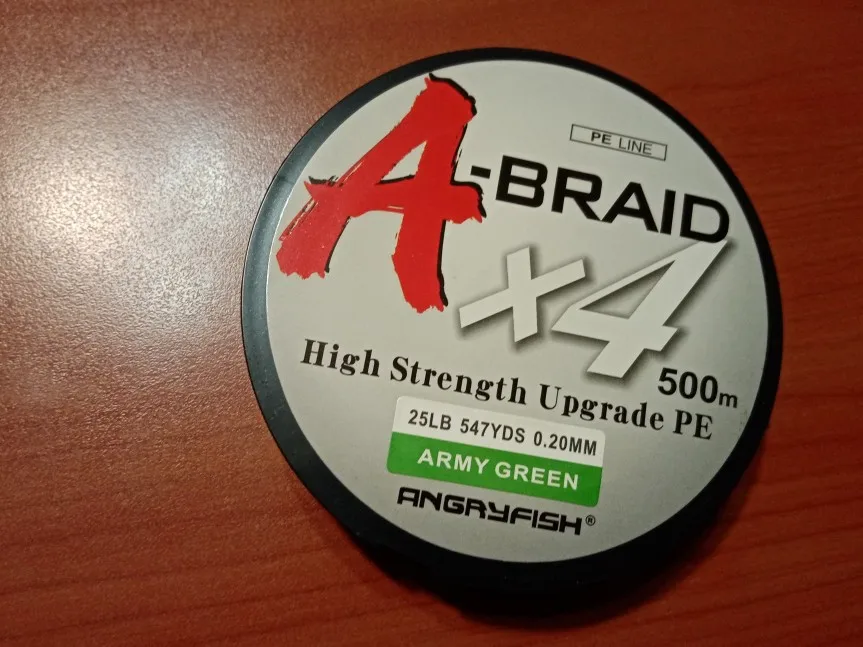 PE LINE
A-BRAID
x4
500m
High Strength Upgrade PE
25LB 547YDS 0.20MM
ARMY GREEN
ANGRYFISH®